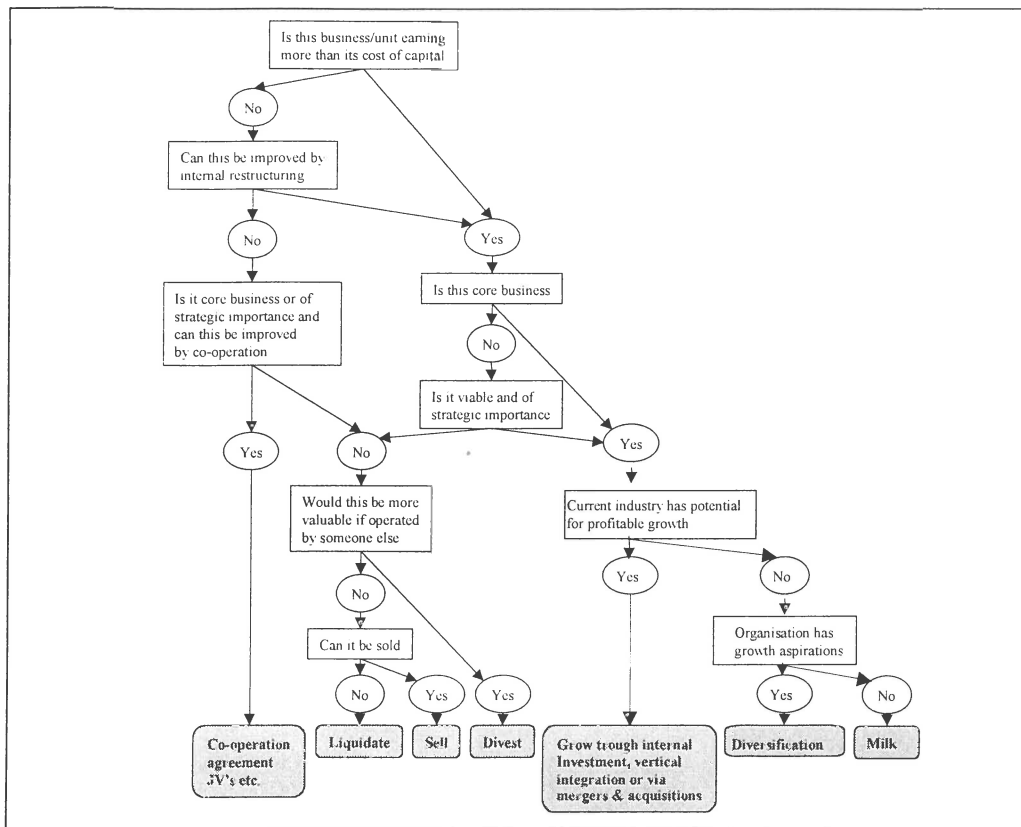 Is this business/unit earning
more than its cost of capital
No
Can this be improved by
internal restructuring
No
Yes
Is it core business or of
strategic importance and
can this be improved
by co-operation
Is this core business
No
Is it viable and of
strategic importance
Yes
No
Yes
Would this be more
valuable if operated
by someone else
Current industry has potential
for profitable growth
No
Yes
No
Can it be sold
Organisation has
growth aspirations
No
Yes
Yes
Yes
No
Co-operation
agreement
JV's etc.
Liquidate
Sell
Divest
Grow trough internal
Investment, vertical
integration or via
mergers & acquisitions
Diversification
Milk